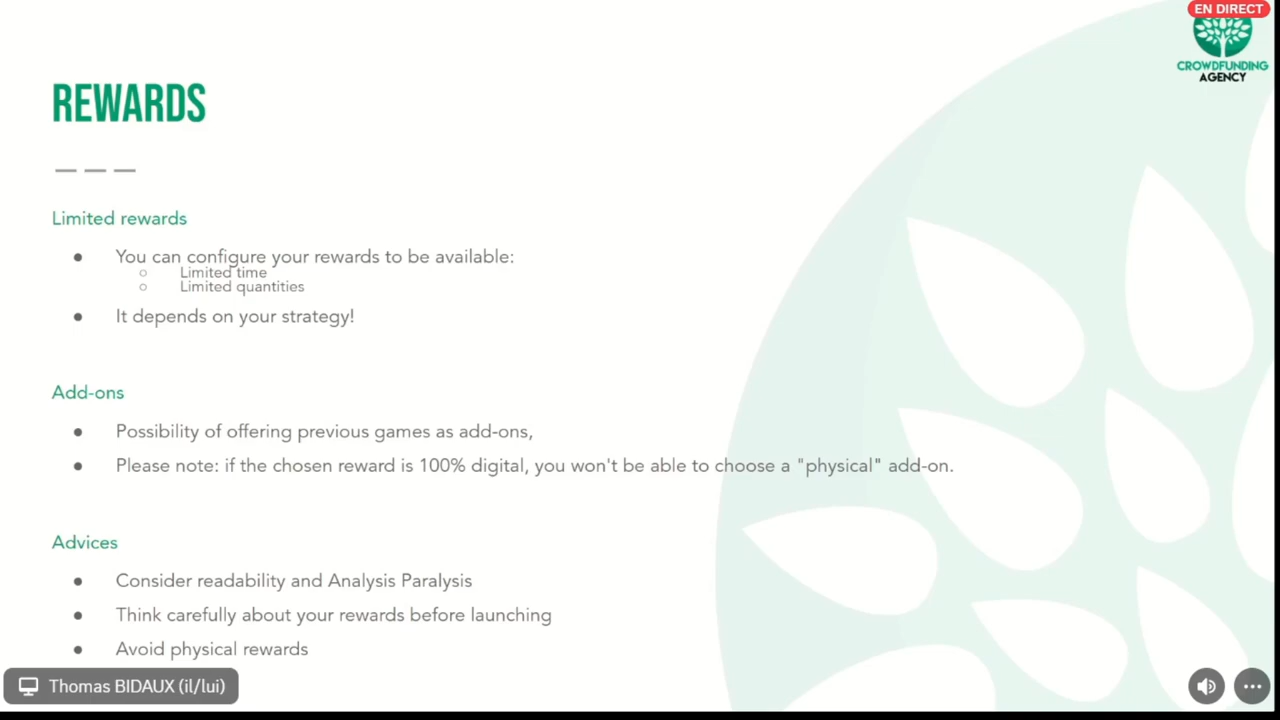 EN DIRECT
CROWDFUNDING
AGENCY
REWARDS
Limited rewards
● You can configure your rewards to be available:
○ Limited time
○ Limited quantities
● It depends on your strategy!
Add-ons
● Possibility of offering previous games as add-ons,
● Please note: if the chosen reward is 100% digital, you won't be able to choose a "physical" add-on.
Advices
● Consider readability and Analysis Paralysis
● Think carefully about your rewards before launching
● Avoid physical rewards
Thomas BIDAUX (il/lui)